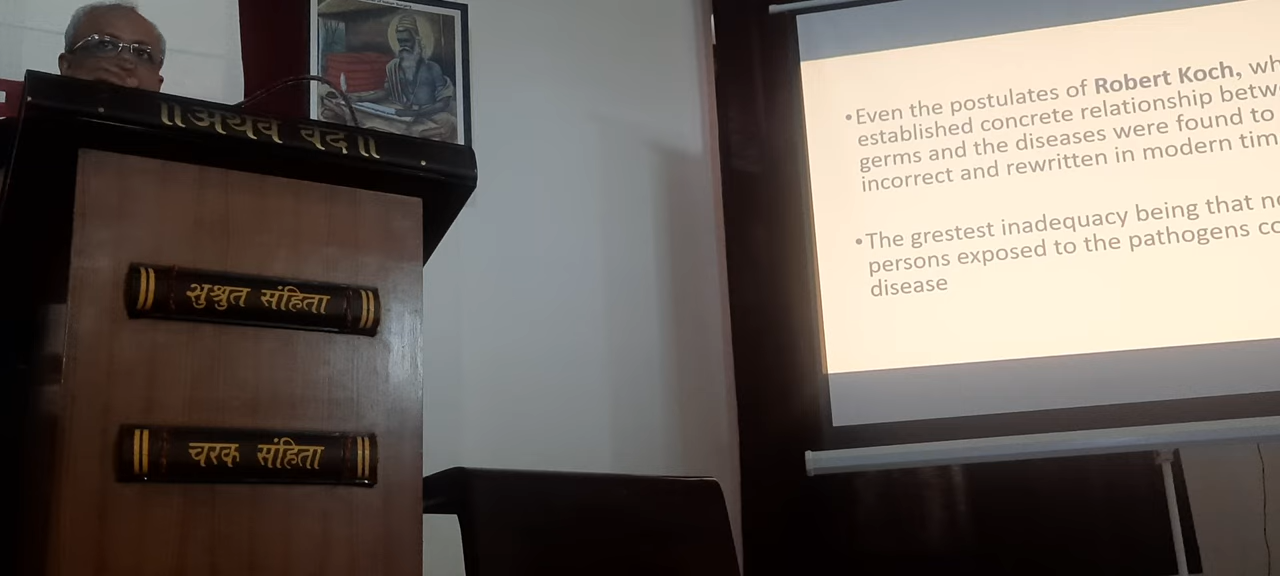 ॥अथर्व वेद॥
सुश्रुत संहिता
चरक संहिता
•Even the postulates of Robert Koch,
established concrete relationship
germs and the diseases were found to
incorrect and rewritten in modern
•The grestest inadequacy being that
persons exposed to the pathogens
disease